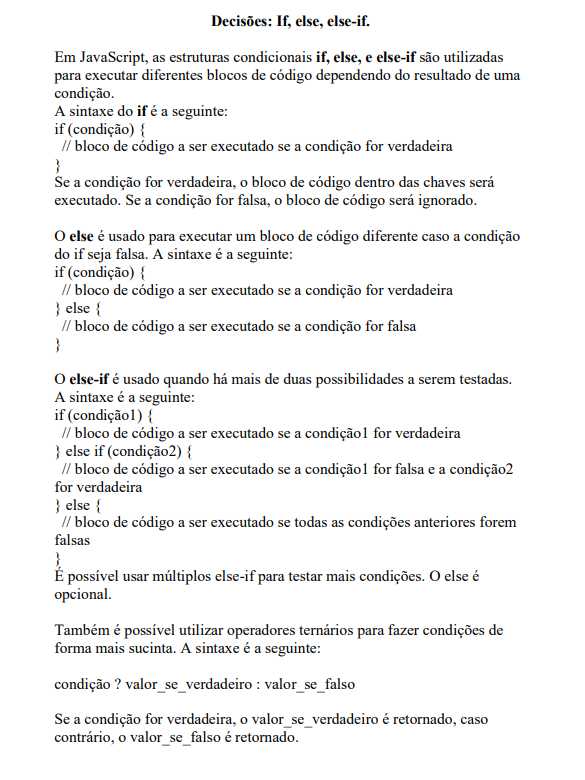 Decisões: If, else, else-if.
Em JavaScript, as estruturas condicionais if, else, e else-if são utilizadas
para executar diferentes blocos de código dependendo do resultado de uma
condição.
A sintaxe do if é a seguinte:
if (condição) {
// bloco de código a ser executado se a condição for verdadeira
}
Se a condição for verdadeira, o bloco de código dentro das chaves será
executado. Se a condição for falsa, o bloco de código será ignorado.
O else é usado para executar um bloco de código diferente caso a condição
do if seja falsa. A sintaxe é a seguinte:
if (condição) {
// bloco de código a ser executado se a condição for verdadeira
} else {
// bloco de código a ser executado se a condição for falsa
}
O else-if é usado quando há mais de duas possibilidades a serem testadas.
A sintaxe é a seguinte:
if (condição1) {
// bloco de código a ser executado se a condição1 for verdadeira
} else if (condição2) {
// bloco de código a ser executado se a condição1 for falsa e a condição2
for verdadeira
} else {
// bloco de código a ser executado se todas as condições anteriores forem
falsas
}
É possível usar múltiplos else-if para testar mais condições. O else é
opcional.
Também é possível utilizar operadores ternários para fazer condições de
forma mais sucinta. A sintaxe é a seguinte:
condição ? valor_se_verdadeiro : valor_se_falso
Se a condição for verdadeira, o valor_se_verdadeiro é retornado, caso
contrário, o valor_se_falso é retornado.